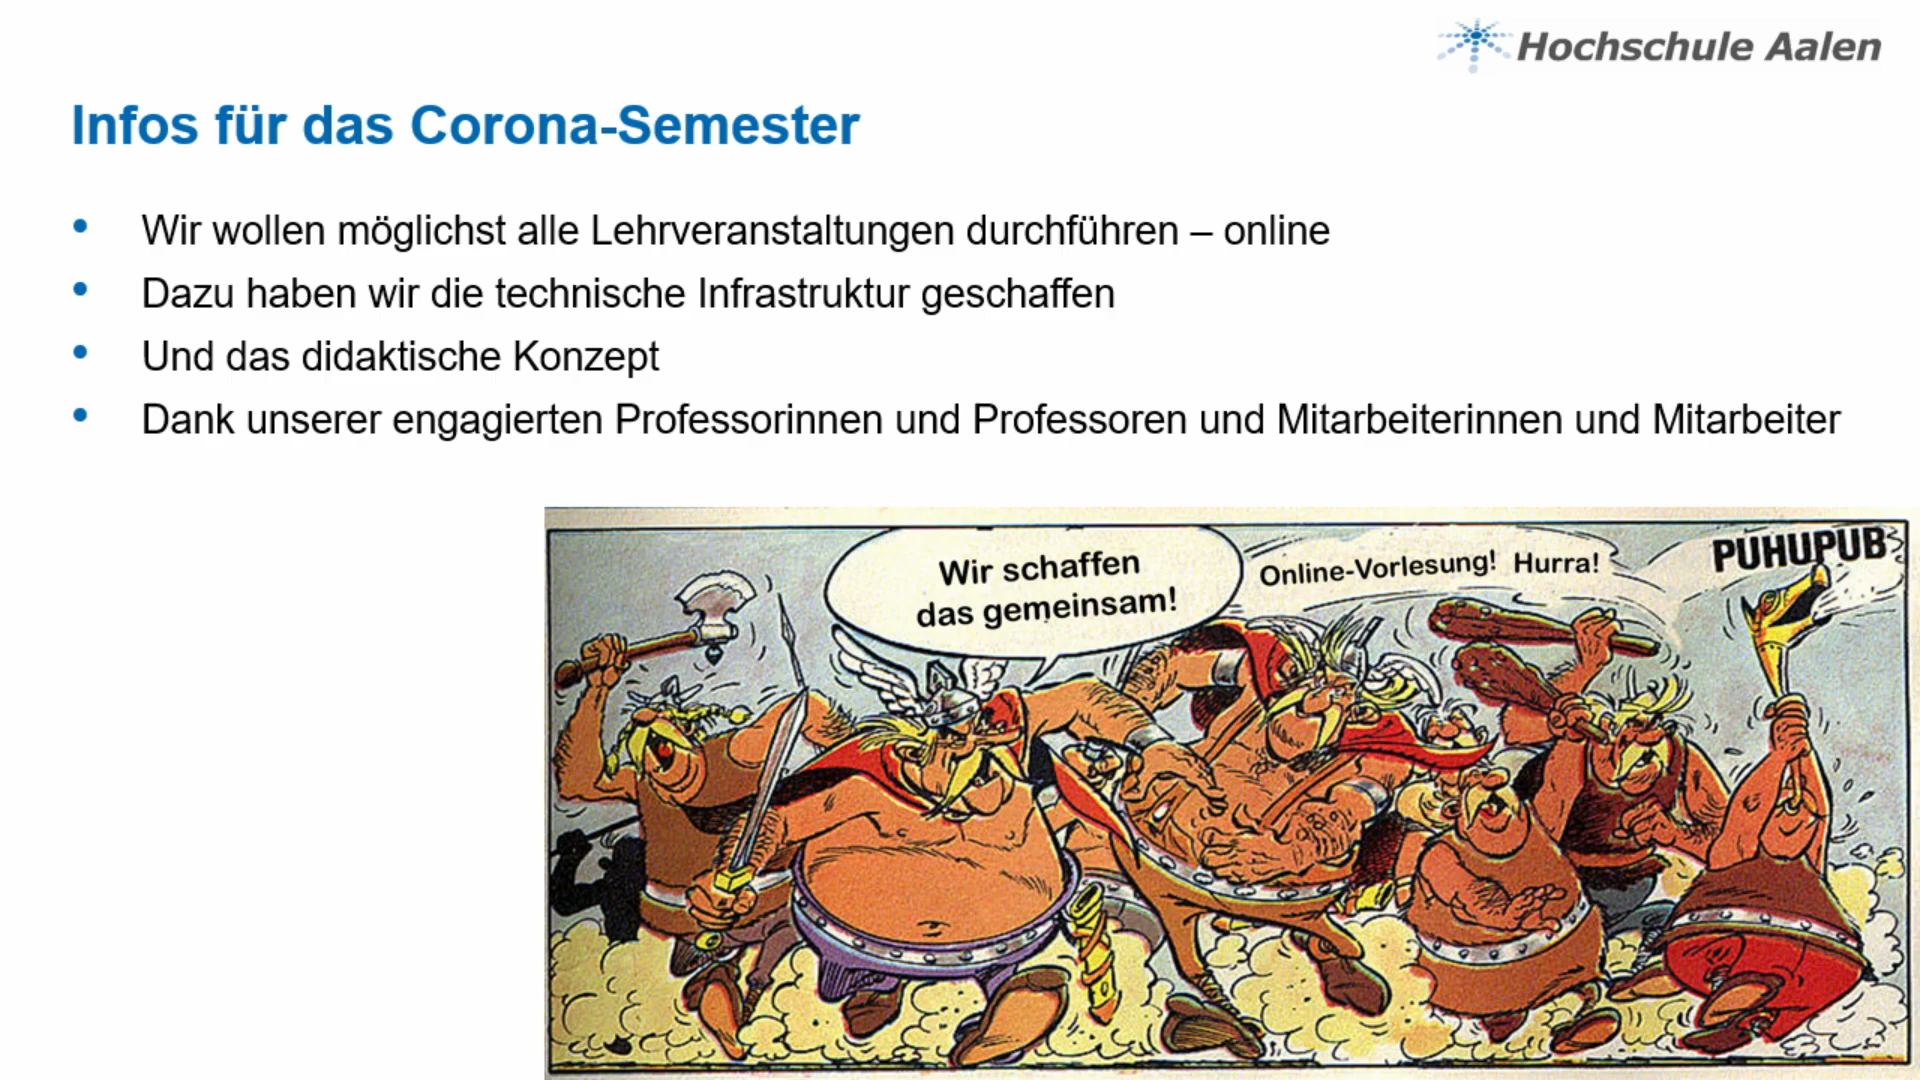 Hochschule Aalen
Infos für das Corona-Semester
• Wir wollen möglichst alle Lehrveranstaltungen durchführen – online
• Dazu haben wir die technische Infrastruktur geschaffen
• Und das didaktische Konzept
• Dank unserer engagierten Professorinnen und Professoren und Mitarbeiterinnen und Mitarbeiter
Wir schaffen
das gemeinsam!
Online-Vorlesung! Hurra!
PUHUPUB